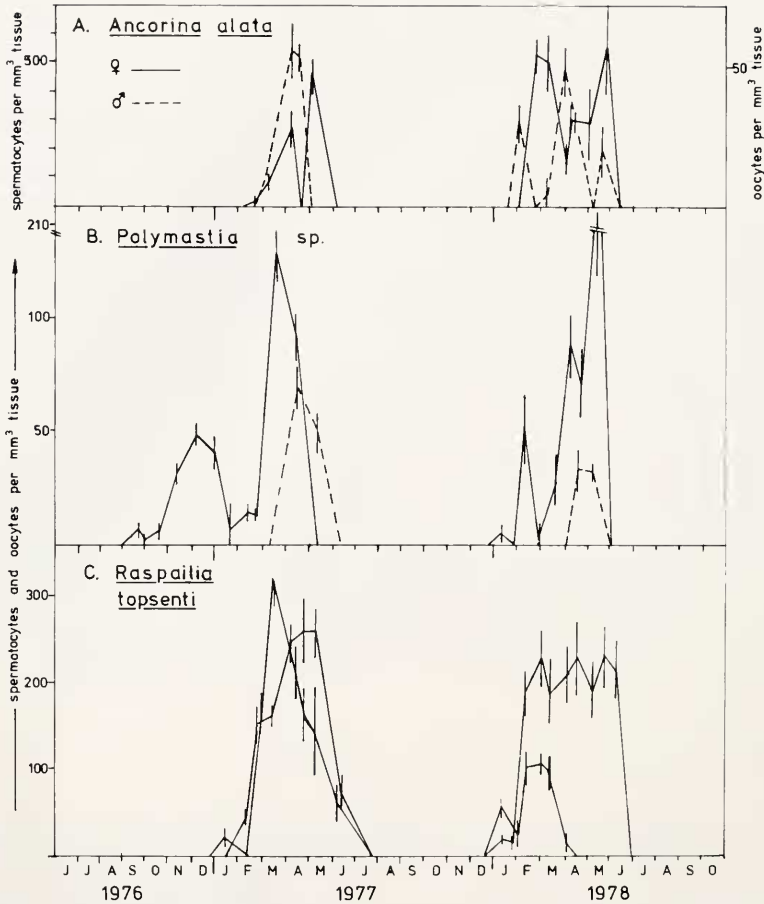 A. Ancorina alata
♀ ———
♂ -----
spermatocytes per mm³ tissue
500
50
oocytes per mm³ tissue
B. Polymastia sp.
210
100
50
spermatocytes and oocytes per mm³ tissue
C. Raspailia
topsenti
300
200
100
J J A S O N D J F M A M J J A S O N D J F M A M J J A S O
1976 1977 1978